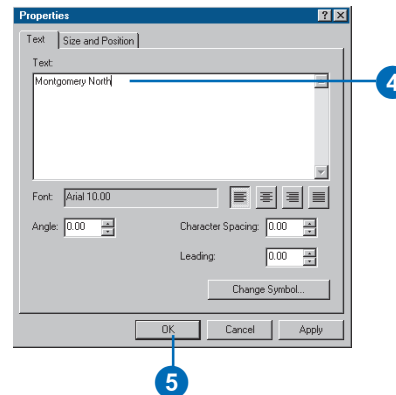 Properties
Text Size and Position
Text:
Montgomery North
Font: Arial 10.00
Angle: 0.00 Character Spacing: 0.00
Leading: 0.00
Change Symbol...
OK Cancel Apply
4
5